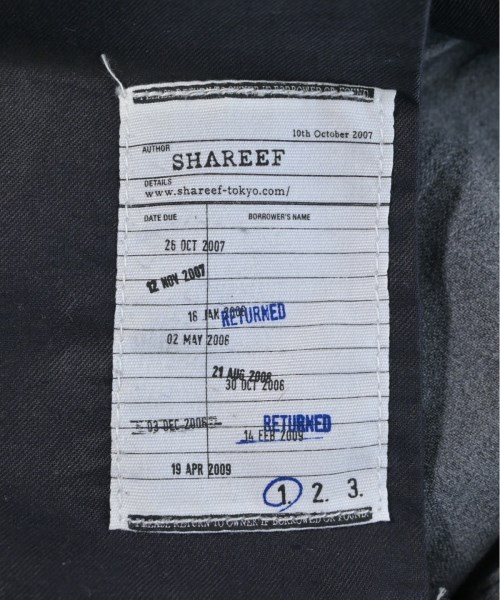 PLEASE RETURN TO OWNER IF BORROWED OR FOUND.
10th October 2007
AUTHOR
SHAREEF
DETAILS
www.shareef-tokyo.com/
DATE DUE BORROWER'S NAME
26 OCT 2007
12 NOV 2007
16 JAN 2008 RETURNED
02 MAY 2008
21 AUG 2008
30 OCT 2008
03 DEC 2008 RETURNED
14 FEB 2009
19 APR 2009
1. 2. 3.
PLEASE RETURN TO OWNER IF BORROWED OR FOUND.